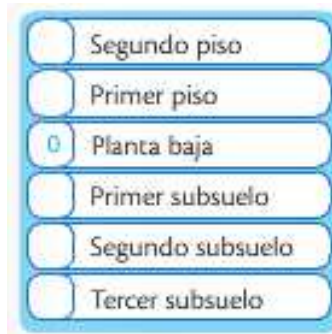 Segundo piso
Primer piso
0 Planta baja
Primer subsuelo
Segundo subsuelo
Tercer subsuelo